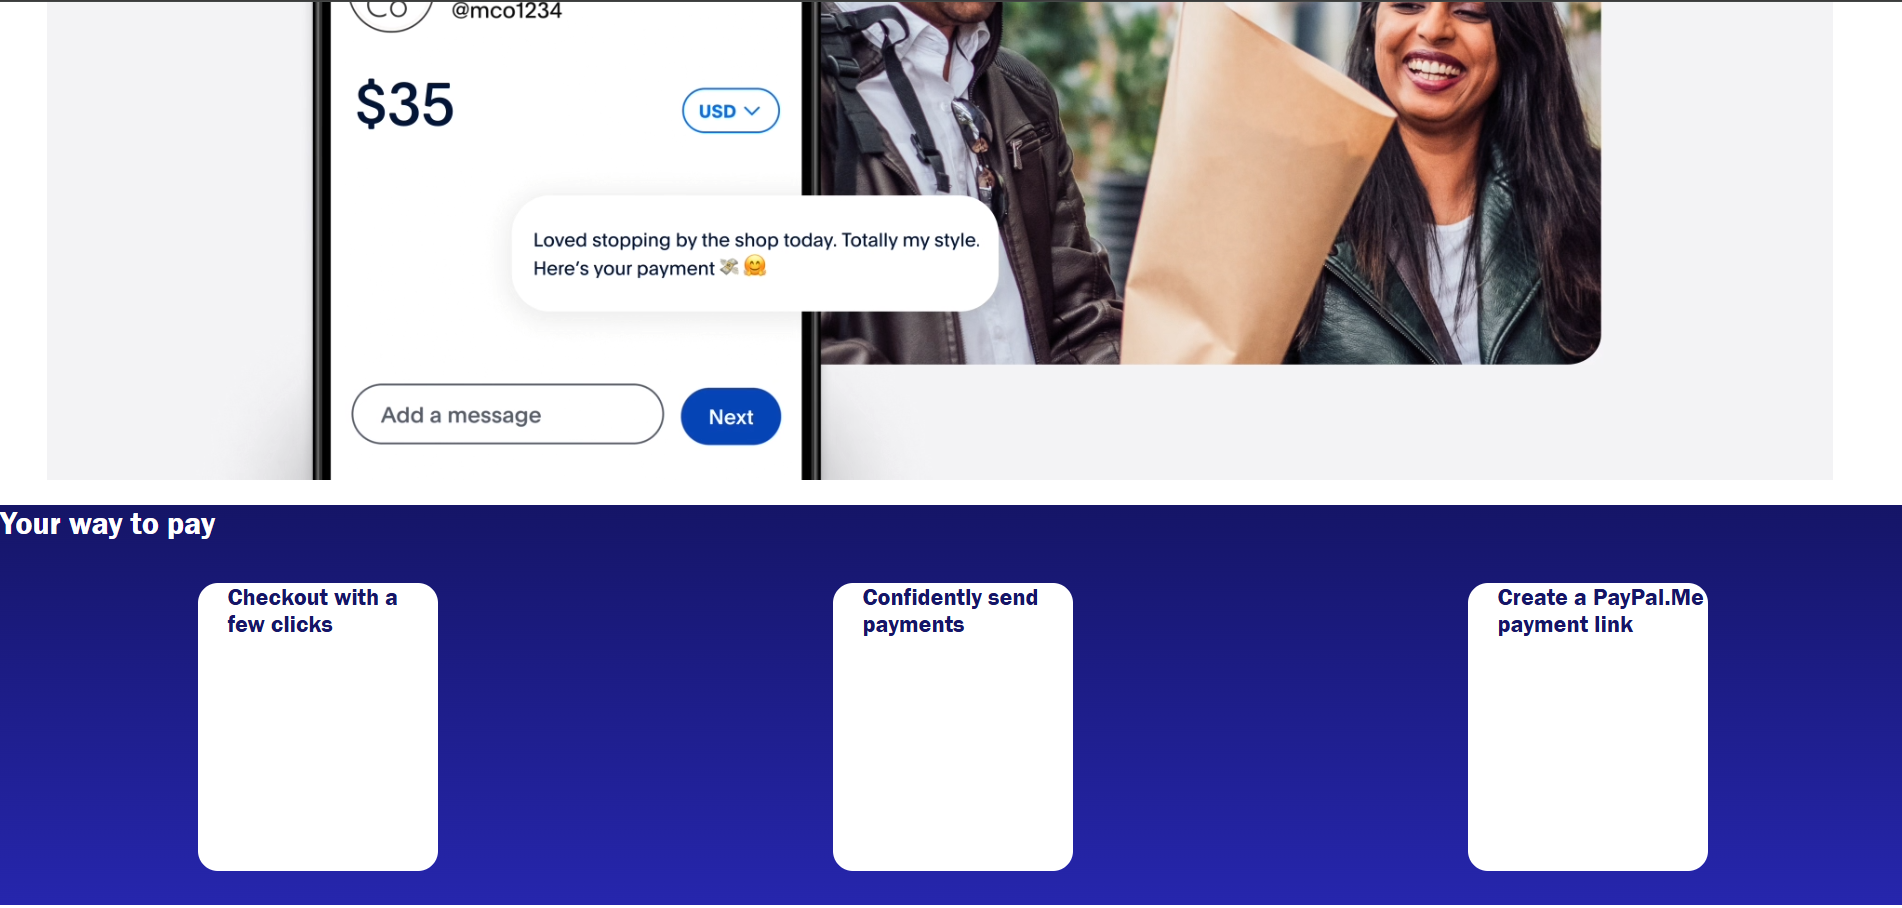 Co
@mco1234
$35
USD
Loved stopping by the shop today. Totally my style.
Here's your payment 💸 🤗
Add a message
Next
Your way to pay
Checkout with a
few clicks
Confidently send
payments
Create a PayPal.Me
payment link